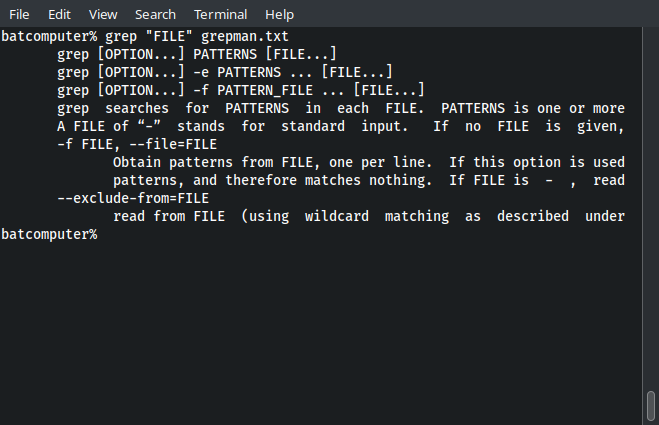 File Edit View Search Terminal Help
batcomputer% grep "FILE" grepman.txt
grep [OPTION...] PATTERNS [FILE...]
grep [OPTION...] -e PATTERNS ... [FILE...]
grep [OPTION...] -f PATTERN_FILE ... [FILE...]
grep searches for PATTERNS in each FILE. PATTERNS is one or more
A FILE of “-” stands for standard input. If no FILE is given,
-f FILE, --file=FILE
Obtain patterns from FILE, one per line. If this option is used
patterns, and therefore matches nothing. If FILE is - , read
--exclude-from=FILE
read from FILE (using wildcard matching as described under
batcomputer%